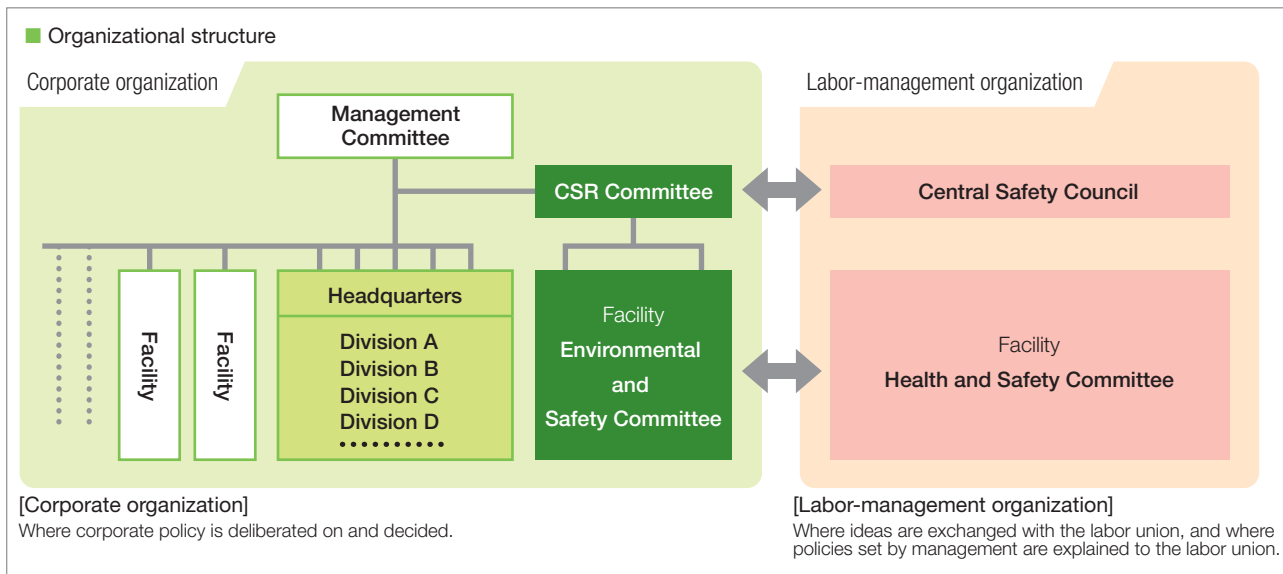 Organizational structure
Corporate organization
Management
Committee
CSR Committee
Facility
Facility
Headquarters
Division A
Division B
Division C
Division D
Facility
Environmental
and
Safety Committee
[Corporate organization]
Where corporate policy is deliberated on and decided.
Labor-management organization
Central Safety Council
Facility
Health and Safety Committee
[Labor-management organization]
Where ideas are exchanged with the labor union, and where
policies set by management are explained to the labor union.